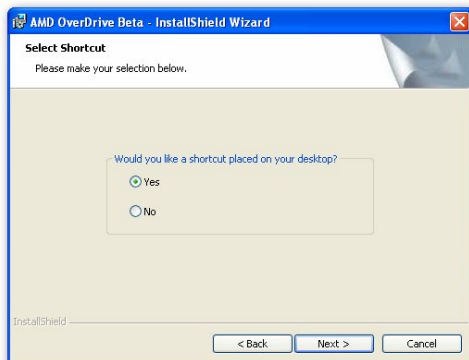 AMD OverDrive Beta - InstallShield Wizard
Select Shortcut
Please make your selection below.
Would you like a shortcut placed on your desktop?
Yes
No
InstallShield
< Back Next > Cancel